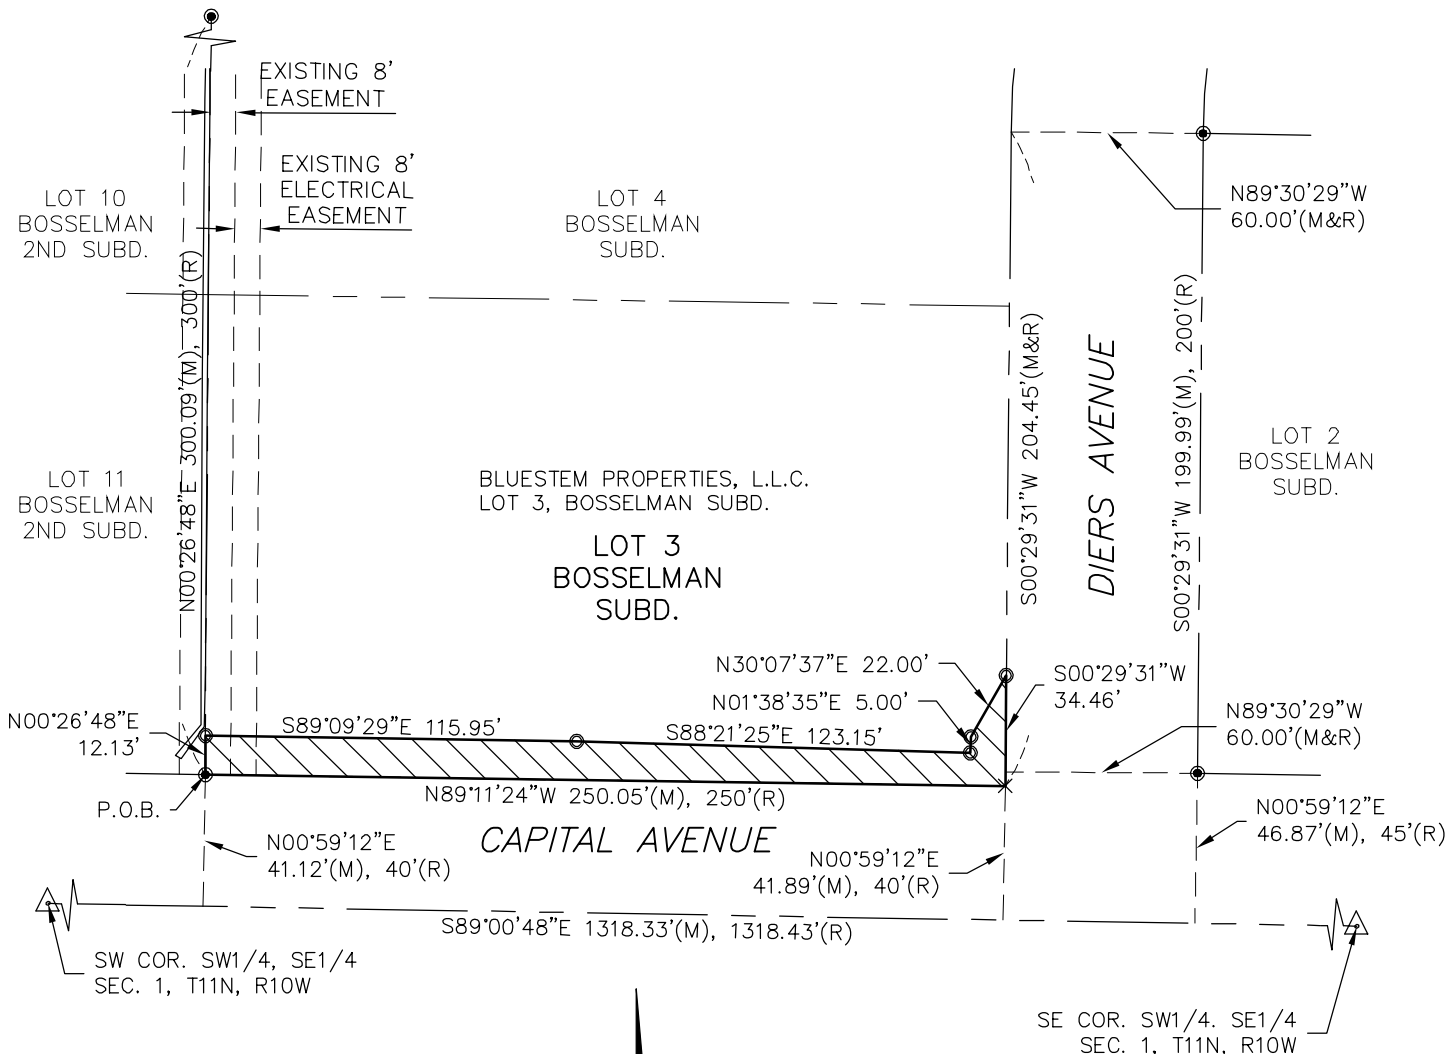 EXISTING 8'
EASEMENT
EXISTING 8'
ELECTRICAL
EASEMENT
LOT 10
BOSSELMAN
2ND SUBD.
LOT 4
BOSSELMAN
SUBD.
N89°30'29"W
60.00'(M&R)
N00°26'48"E 300.09'(M), 300'(R)
S00°29'31"W 204.45'(M&R)
DIERS AVENUE
S00°29'31"W 199.99'(M), 200'(R)
LOT 2
BOSSELMAN
SUBD.
LOT 11
BOSSELMAN
2ND SUBD.
BLUESTEM PROPERTIES, L.L.C.
LOT 3, BOSSELMAN SUBD.
LOT 3
BOSSELMAN
SUBD.
N30°07'37"E 22.00'
N01°38'35"E 5.00'
S00°29'31"W
34.46'
N00°26'48"E
12.13'
S89°09'29"E 115.95'
S88°21'25"E 123.15'
N89°30'29"W
60.00'(M&R)
N89°11'24"W 250.05'(M), 250'(R)
P.O.B.
CAPITAL AVENUE
N00°59'12"E
41.12'(M), 40'(R)
N00°59'12"E
41.89'(M), 40'(R)
N00°59'12"E
46.87'(M), 45'(R)
S89°00'48"E 1318.33'(M), 1318.43'(R)
SW COR. SW1/4, SE1/4
SEC. 1, T11N, R10W
SE COR. SW1/4. SE1/4
SEC. 1, T11N, R10W